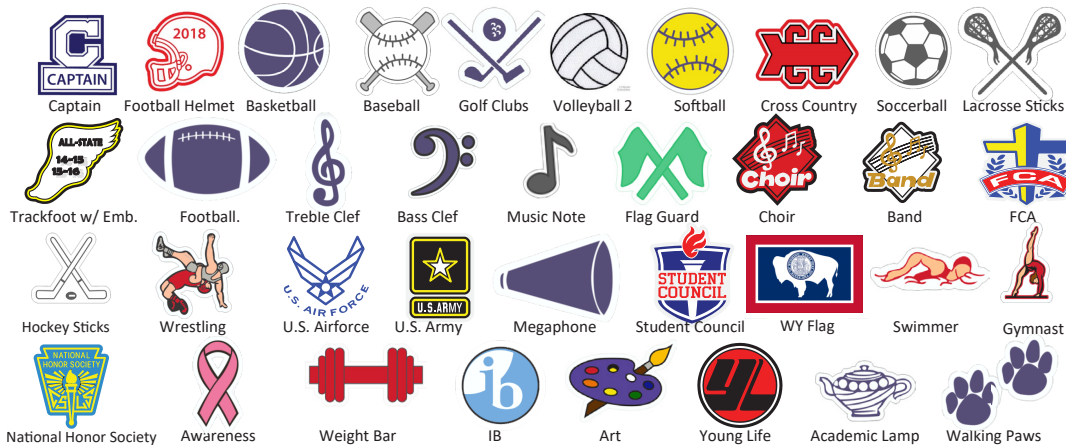 C
CAPTAIN
2018
Captain
Football Helmet
Basketball
Baseball
Golf Clubs
Volleyball 2
Softball
CC
Cross Country
Soccerball
Lacrosse Sticks
ALL-STATE
14-15
15-16
Trackfoot w/ Emb.
Football.
Treble Clef
Bass Clef
Music Note
Flag Guard
Choir
Choir
Band
Band
FCA
FCA
Hockey Sticks
Wrestling
U.S. AIR FORCE
U.S. Airforce
U.S. ARMY
U.S. Army
Megaphone
STUDENT
COUNCIL
Student Council
WY Flag
Swimmer
Gymnast
NATIONAL
HONOR SOCIETY
National Honor Society
Awareness
Weight Bar
ib
IB
Art
YL
Young Life
Academic Lamp
Walking Paws